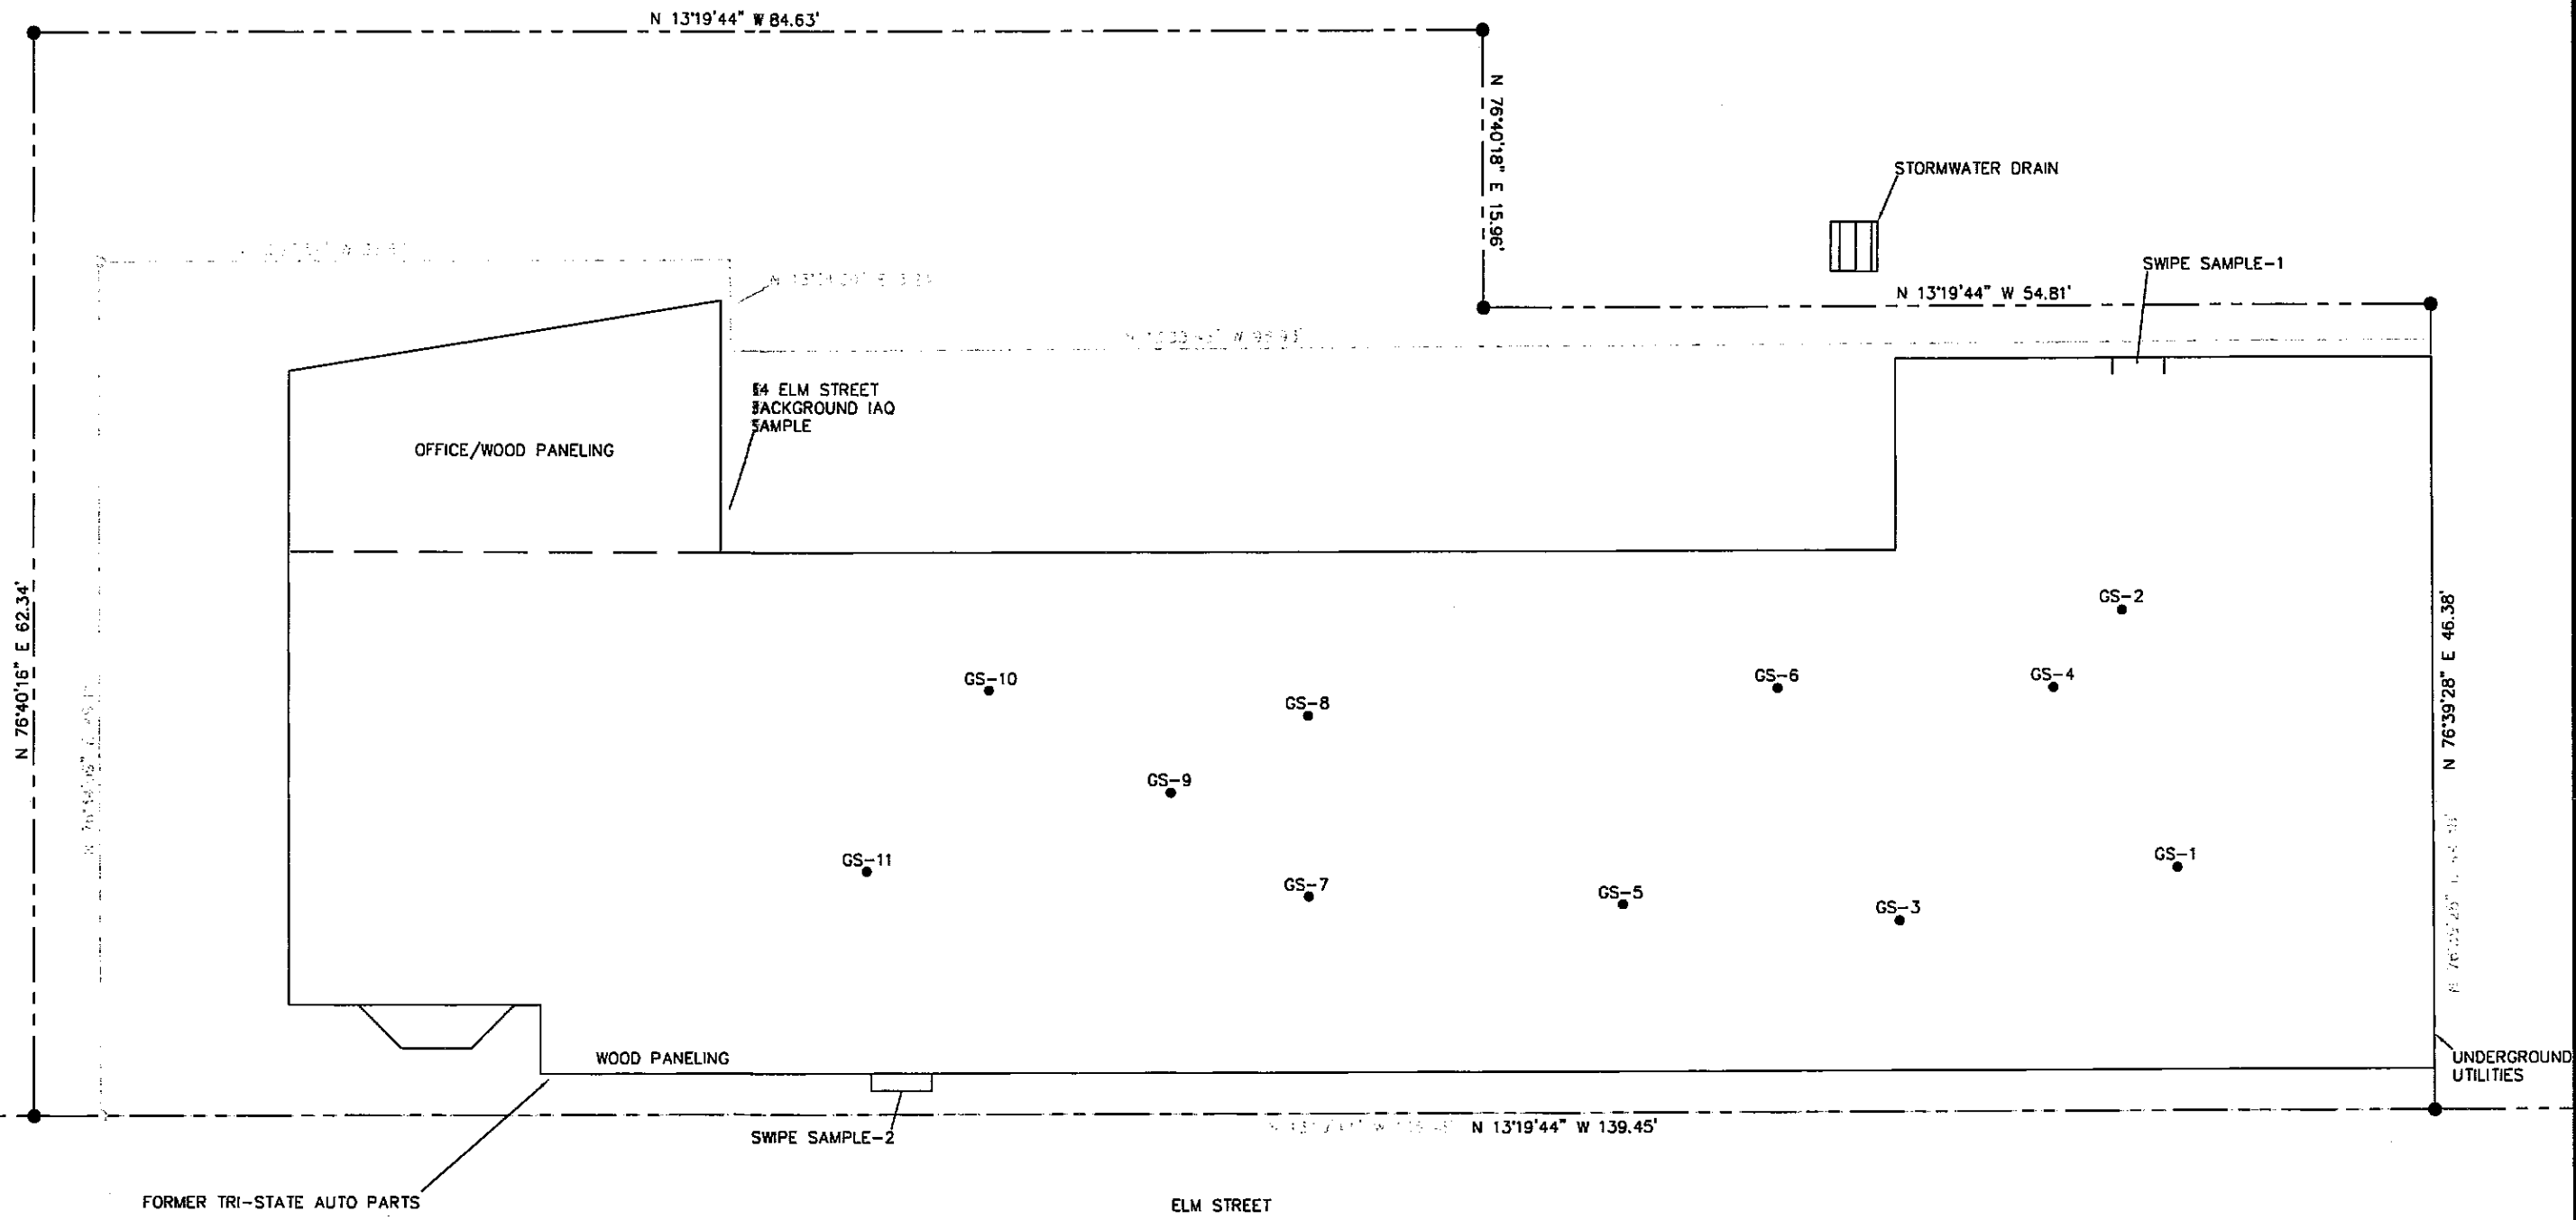 N 13°19'44" W 84.63'
N 76°40'18" E 15.96'
STORMWATER DRAIN
SWIPE SAMPLE-1
N 13°19'44" W 54.81'
ELM STREET
BACKGROUND IAQ
SAMPLE
OFFICE/WOOD PANELING
N 76°40'16" E 62.34'
N 76°39'28" E 46.38'
GS-2
GS-10
GS-6
GS-4
GS-8
GS-9
GS-11
GS-1
GS-7
GS-5
GS-3
WOOD PANELING
UNDERGROUND
UTILITIES
SWIPE SAMPLE-2
N 13°19'44" W 139.45'
FORMER TRI-STATE AUTO PARTS
ELM STREET